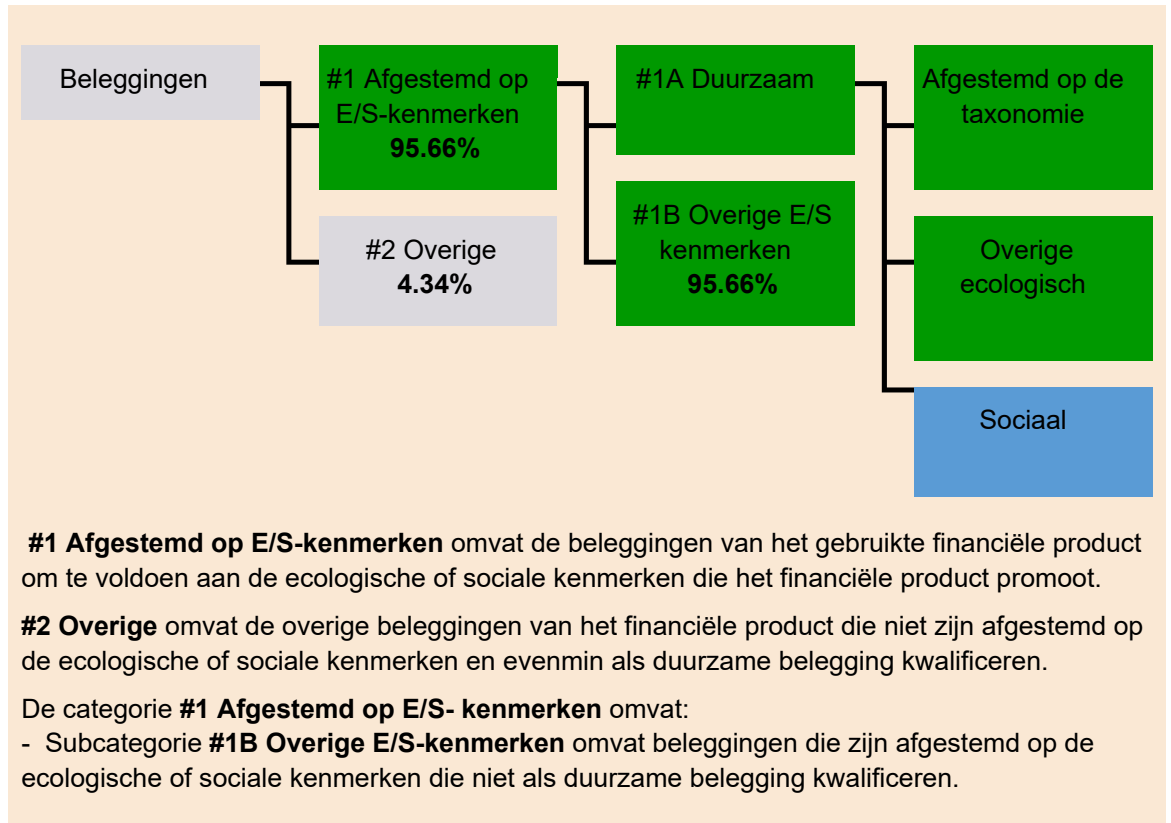 Beleggingen
#1 Afgestemd op
E/S-kenmerken
95.66%
#2 Overige
4.34%
#1A Duurzaam
#1B Overige E/S
kenmerken
95.66%
Afgestemd op de
taxonomie
Overige
ecologisch
Sociaal
#1 Afgestemd op E/S-kenmerken omvat de beleggingen van het gebruikte financiële product
om te voldoen aan de ecologische of sociale kenmerken die het financiële product promoot.
#2 Overige omvat de overige beleggingen van het financiële product die niet zijn afgestemd op
de ecologische of sociale kenmerken en evenmin als duurzame belegging kwalificeren.
De categorie #1 Afgestemd op E/S- kenmerken omvat:
- Subcategorie #1B Overige E/S-kenmerken omvat beleggingen die zijn afgestemd op de
ecologische of sociale kenmerken die niet als duurzame belegging kwalificeren.